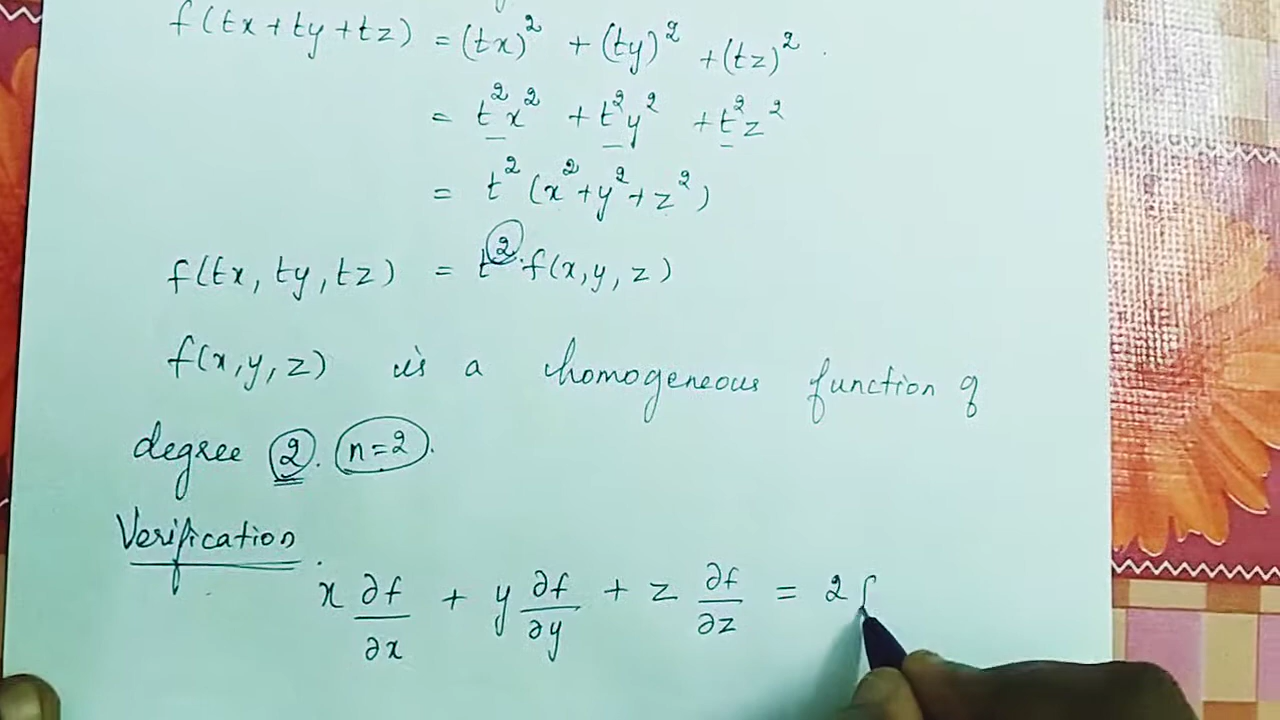 f(tx+ty+tz) = (tx)² + (ty)² + (tz)².
= t²x² + t²y² + t²z²
= t² (x²+y²+z²)
f(tx, ty, tz) = t². f(x, y, z)
f(x, y, z) is a homogeneous function of
degree 2. n=2.
Verification
x ∂f/∂x + y ∂f/∂y + z ∂f/∂z = 2